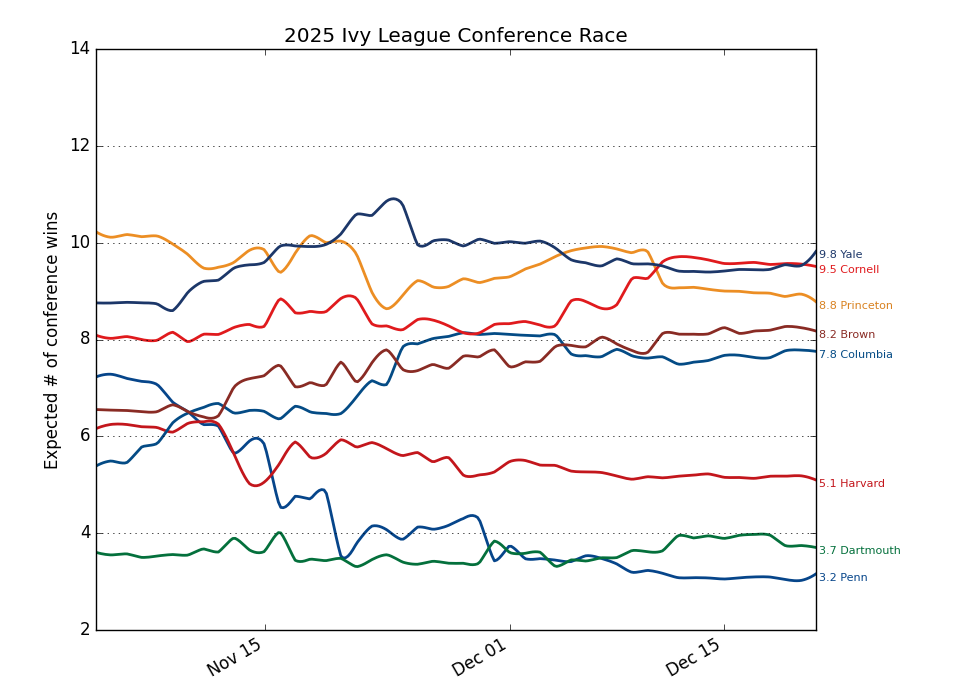 2025 Ivy League Conference Race
Expected # of conference wins
14
12
10
8
6
4
2
9.8 Yale
9.5 Cornell
8.8 Princeton
8.2 Brown
7.8 Columbia
5.1 Harvard
3.7 Dartmouth
3.2 Penn
Nov 15
Dec 01
Dec 15